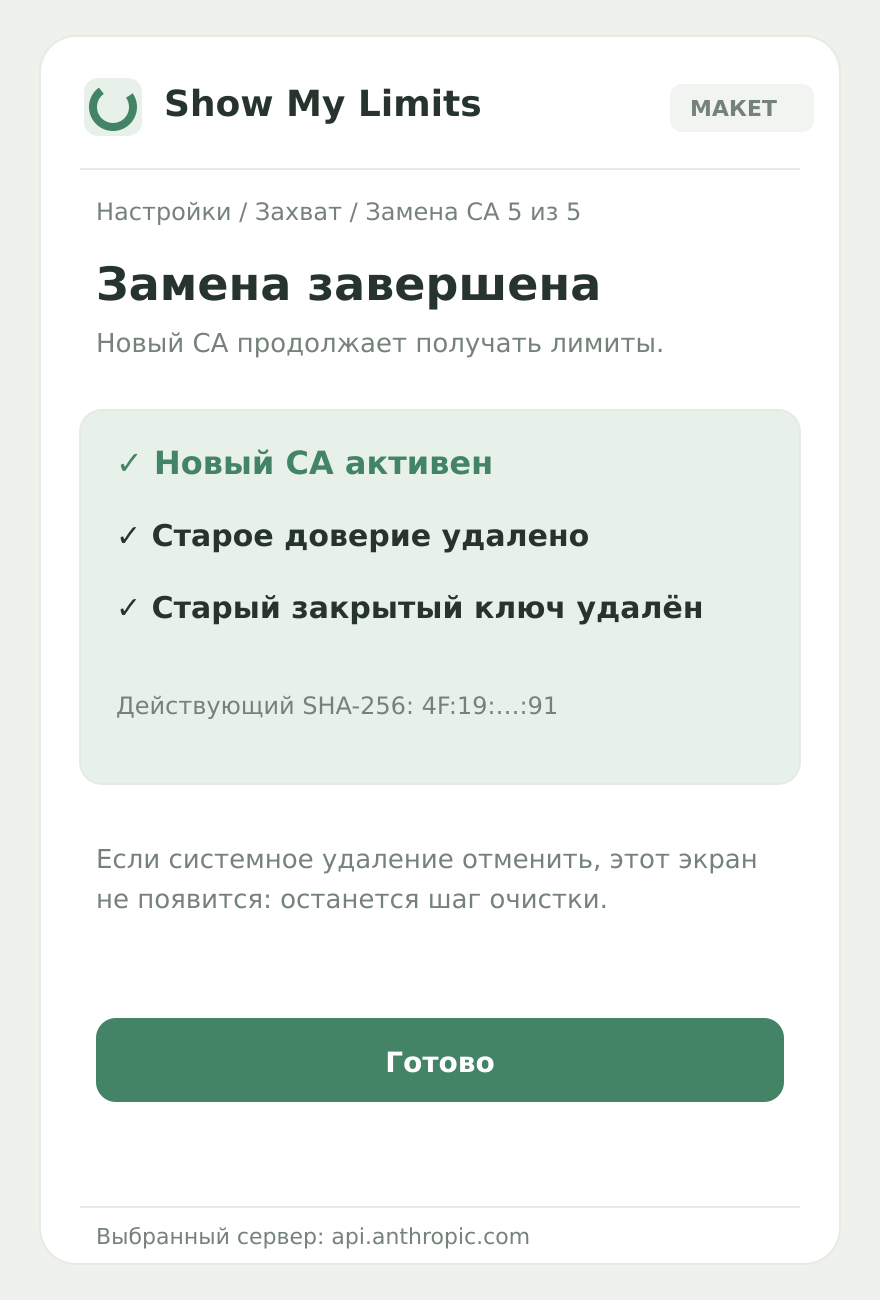 Show My Limits
МАКЕТ
Настройки / Захват / Замена CA 5 из 5
Замена завершена
Новый CA продолжает получать лимиты.
✓ Новый CA активен
✓ Старое доверие удалено
✓ Старый закрытый ключ удалён
Действующий SHA-256: 4F:19:…:91
Если системное удаление отменить, этот экран
не появится: останется шаг очистки.
Готово
Выбранный сервер: api.anthropic.com